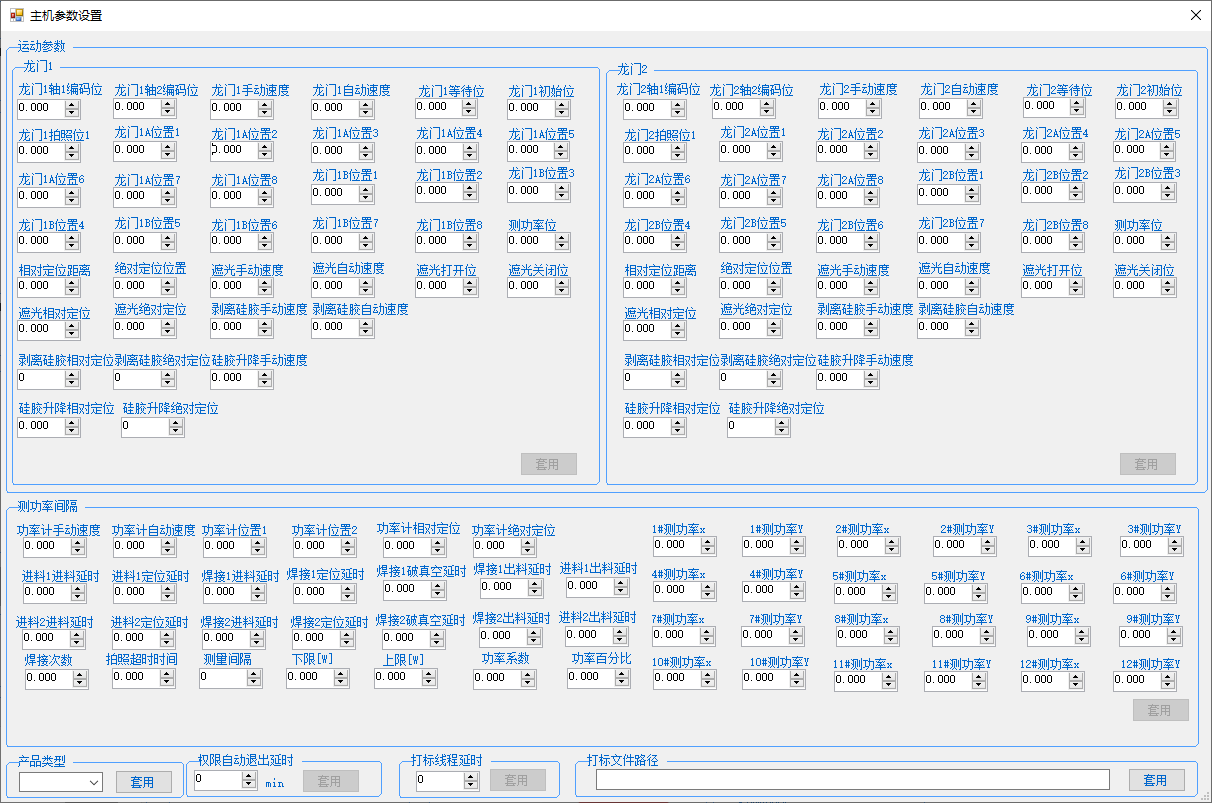 主机参数设置
运动参数
龙门1
龙门1轴1编码位 龙门1轴2编码位 龙门1手动速度 龙门1自动速度 龙门1等待位 龙门1初始位
0.000 0.000 0.000 0.000 0.000 0.000
龙门1拍照位1 龙门1A位置1 龙门1A位置2 龙门1A位置3 龙门1A位置4 龙门1A位置5
0.000 0.000 0.000 0.000 0.000 0.000
龙门1A位置6 龙门1A位置7 龙门1A位置8 龙门1B位置1 龙门1B位置2 龙门1B位置3
0.000 0.000 0.000 0.000 0.000 0.000
龙门1B位置4 龙门1B位置5 龙门1B位置6 龙门1B位置7 龙门1B位置8 测功率位
0.000 0.000 0.000 0.000 0.000 0.000
相对定位距离 绝对定位位置 遮光手动速度 遮光自动速度 遮光打开位 遮光关闭位
0.000 0.000 0.000 0.000 0.000 0.000
遮光相对定位 遮光绝对定位 剥离硅胶手动速度 剥离硅胶自动速度
0.000 0.000 0.000 0.000
剥离硅胶相对定位 剥离硅胶绝对定位 硅胶升降手动速度
0 0 0.000
硅胶升降相对定位 硅胶升降绝对定位
0.000 0
套用
龙门2
龙门2轴1编码位 龙门2轴2编码位 龙门2手动速度 龙门2自动速度 龙门2等待位 龙门2初始位
0.000 0.000 0.000 0.000 0.000 0.000
龙门2拍照位1 龙门2A位置1 龙门2A位置2 龙门2A位置3 龙门2A位置4 龙门2A位置5
0.000 0.000 0.000 0.000 0.000 0.000
龙门2A位置6 龙门2A位置7 龙门2A位置8 龙门2B位置1 龙门2B位置2 龙门2B位置3
0.000 0.000 0.000 0.000 0.000 0.000
龙门2B位置4 龙门2B位置5 龙门2B位置6 龙门2B位置7 龙门2B位置8 测功率位
0.000 0.000 0.000 0.000 0.000 0.000
相对定位距离 绝对定位位置 遮光手动速度 遮光自动速度 遮光打开位 遮光关闭位
0.000 0.000 0.000 0.000 0.000 0.000
遮光相对定位 遮光绝对定位 剥离硅胶手动速度 剥离硅胶自动速度
0.000 0.000 0.000 0.000
剥离硅胶相对定位 剥离硅胶绝对定位 硅胶升降手动速度
0 0 0.000
硅胶升降相对定位 硅胶升降绝对定位
0.000 0
套用
测功率间隔
功率计手动速度 功率计自动速度 功率计位置1 功率计位置2 功率计相对定位 功率计绝对定位 1#测功率x 1#测功率Y 2#测功率x 2#测功率Y 3#测功率x 3#测功率Y
0.000 0.000 0.000 0.000 0.000 0.000 0.000 0.000 0.000 0.000 0.000 0.000
进料1进料延时 进料1定位延时 焊接1进料延时 焊接1定位延时 焊接1破真空延时 焊接1出料延时 进料1出料延时 4#测功率x 4#测功率Y 5#测功率x 5#测功率Y 6#测功率x 6#测功率Y
0.000 0.000 0.000 0.000 0.000 0.000 0.000 0.000 0.000 0.000 0.000 0.000 0.000
进料2进料延时 进料2定位延时 焊接2进料延时 焊接2定位延时 焊接2破真空延时 焊接2出料延时 进料2出料延时 7#测功率x 7#测功率Y 8#测功率x 8#测功率Y 9#测功率x 9#测功率Y
0.000 0.000 0.000 0.000 0.000 0.000 0.000 0.000 0.000 0.000 0.000 0.000 0.000
焊接次数 拍照超时时间 测量间隔 下限[W] 上限[W] 功率系数 功率百分比 10#测功率x 10#测功率Y 11#测功率x 11#测功率Y 12#测功率x 12#测功率Y
0.000 0.000 0 0.000 0.000 0.000 0.000 0.000 0.000 0.000 0.000 0.000 0.000
套用
产品类型 权限自动退出延时 打标线程延时 打标文件路径
套用 0 min 套用 0 套用 套用